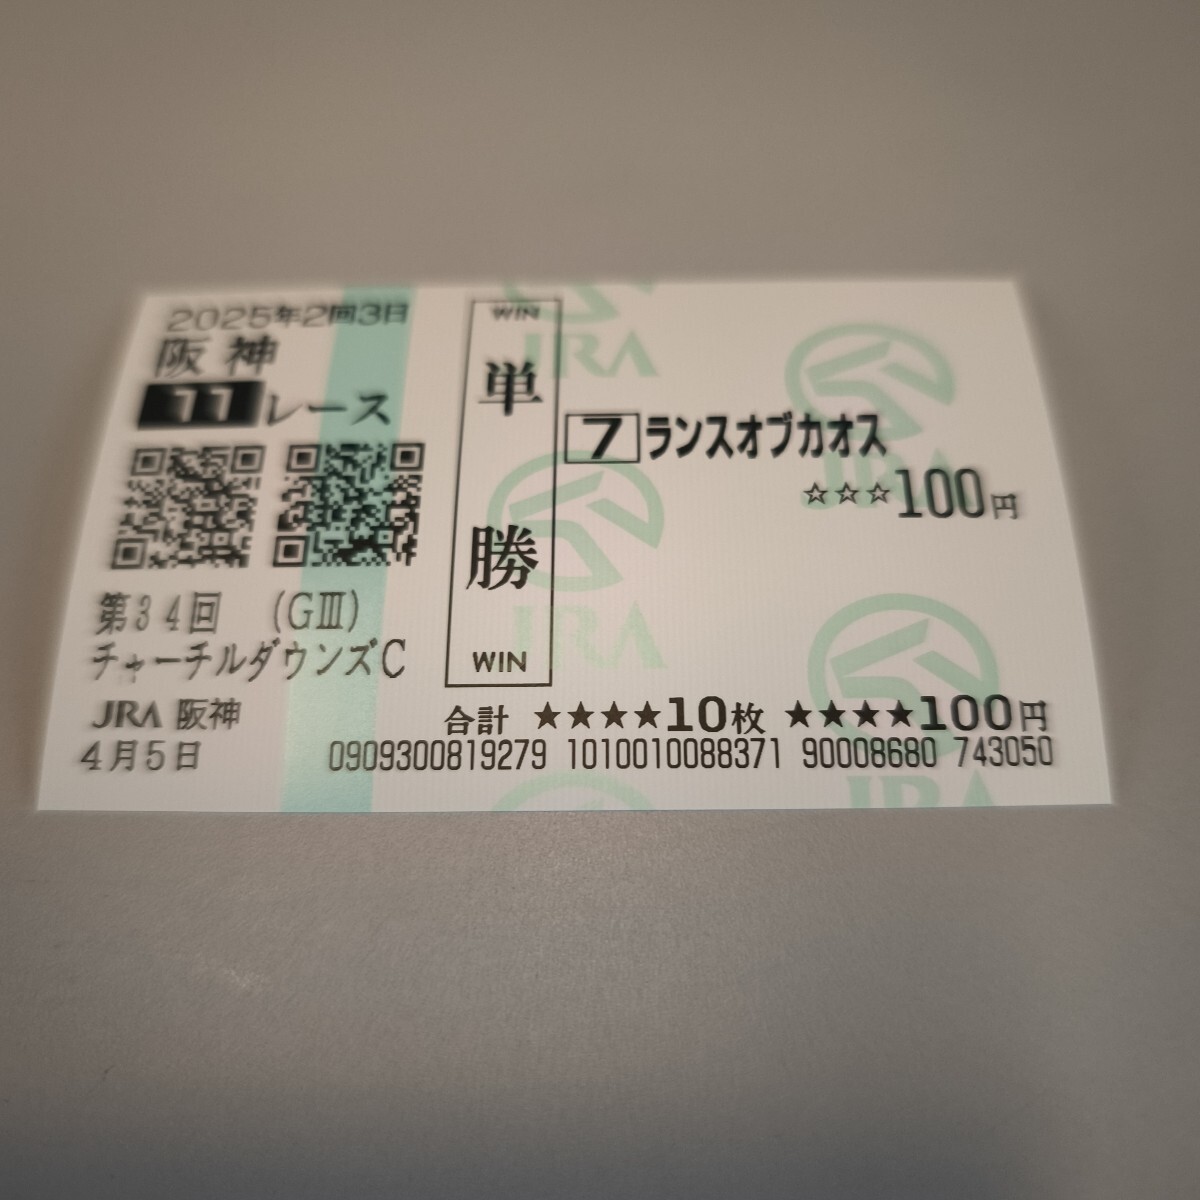 2025年2回3日
阪神
11レース
第34回 (GⅢ)
チャーチルダウンズC
JRA 阪神
4月5日
WIN
単勝
WIN
7 ランスオブカオス
☆☆☆100円
合計 ★★★★10枚 ★★★★100円
0909300819279 1010010088371 90008680 743050
JRA
JRA
JRA
JRA